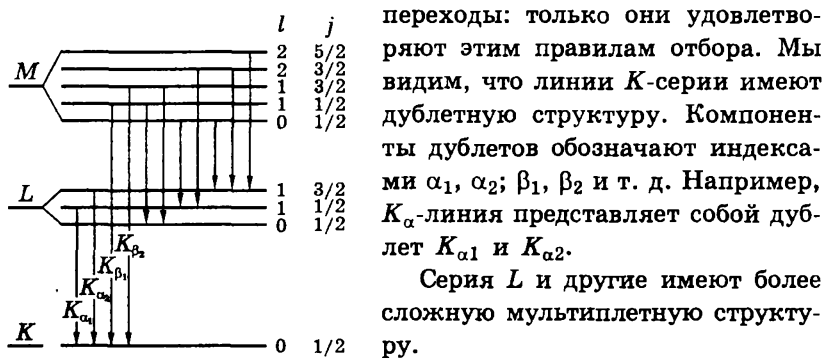 l j
M
2 5/2
2 3/2
1 3/2
1 1/2
0 1/2
L
1 3/2
1 1/2
0 1/2
Kβ₂
Kβ₁
Kα₂
Kα₁
K
0 1/2
переходы: только они удовлетво-
ряют этим правилам отбора. Мы
видим, что линии K-серии имеют
дублетную структуру. Компонен-
ты дублетов обозначают индекса-
ми α₁, α₂; β₁, β₂ и т. д. Например,
Kα-линия представляет собой дуб-
лет Kα1 и Kα2.
Серия L и другие имеют более
сложную мультиплетную структу-
ру.